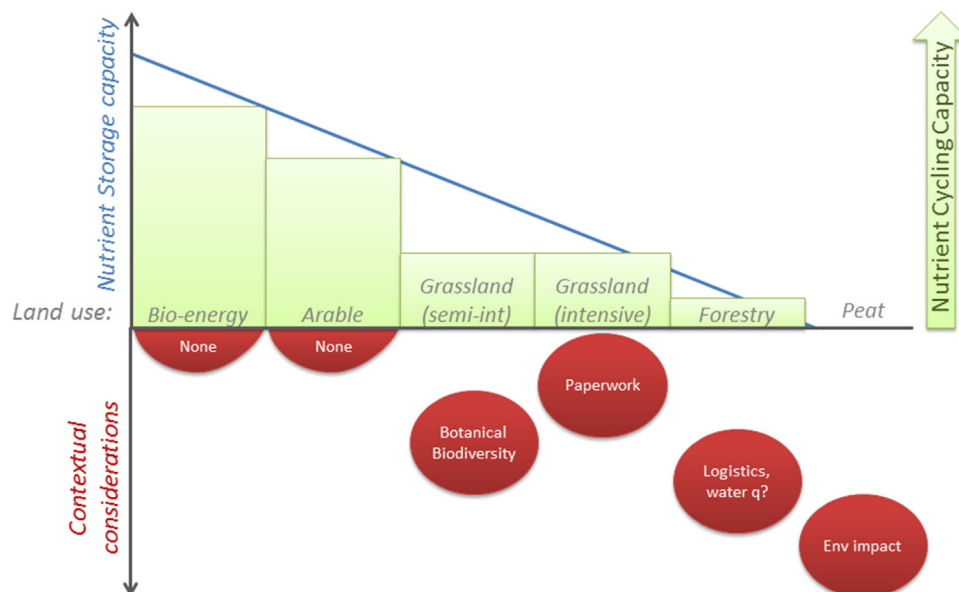 Nutrient Storage capacity
Nutrient Cycling Capacity
Land use:
Bio-energy
Arable
Grassland
(semi-int)
Grassland
(intensive)
Forestry
Peat
None
None
Paperwork
Botanical
Biodiversity
Logistics,
water q?
Env impact
Contextual
considerations